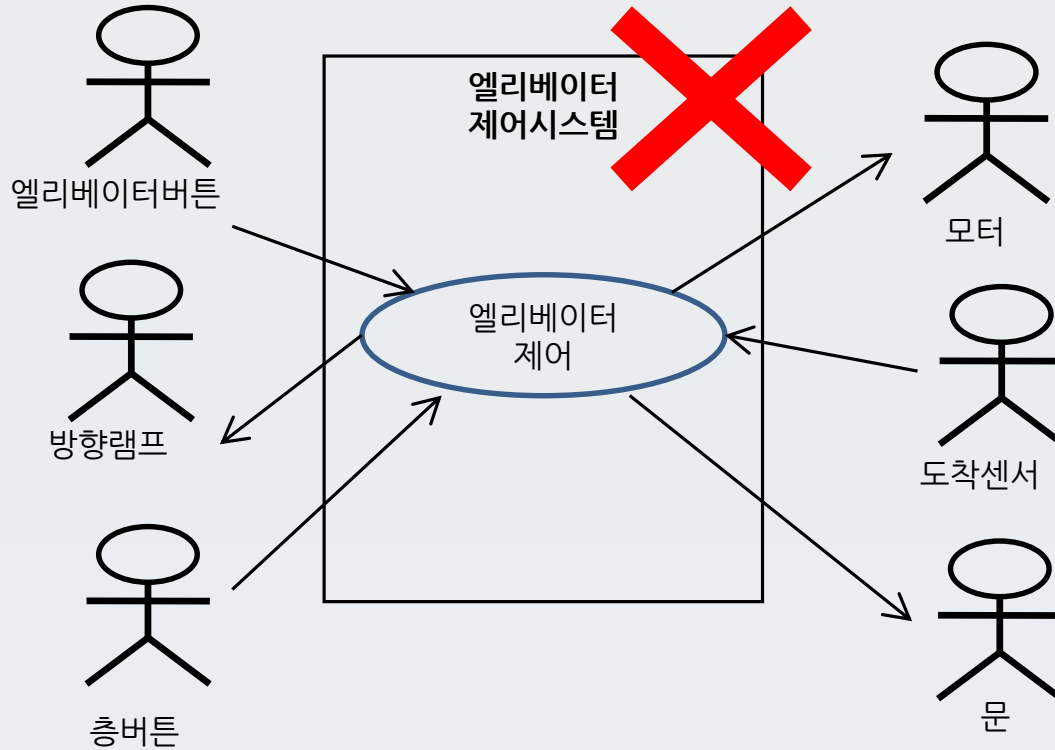 엘리베이터
제어시스템
엘리베이터버튼
모터
엘리베이터
제어
방향램프
도착센서
층버튼
문